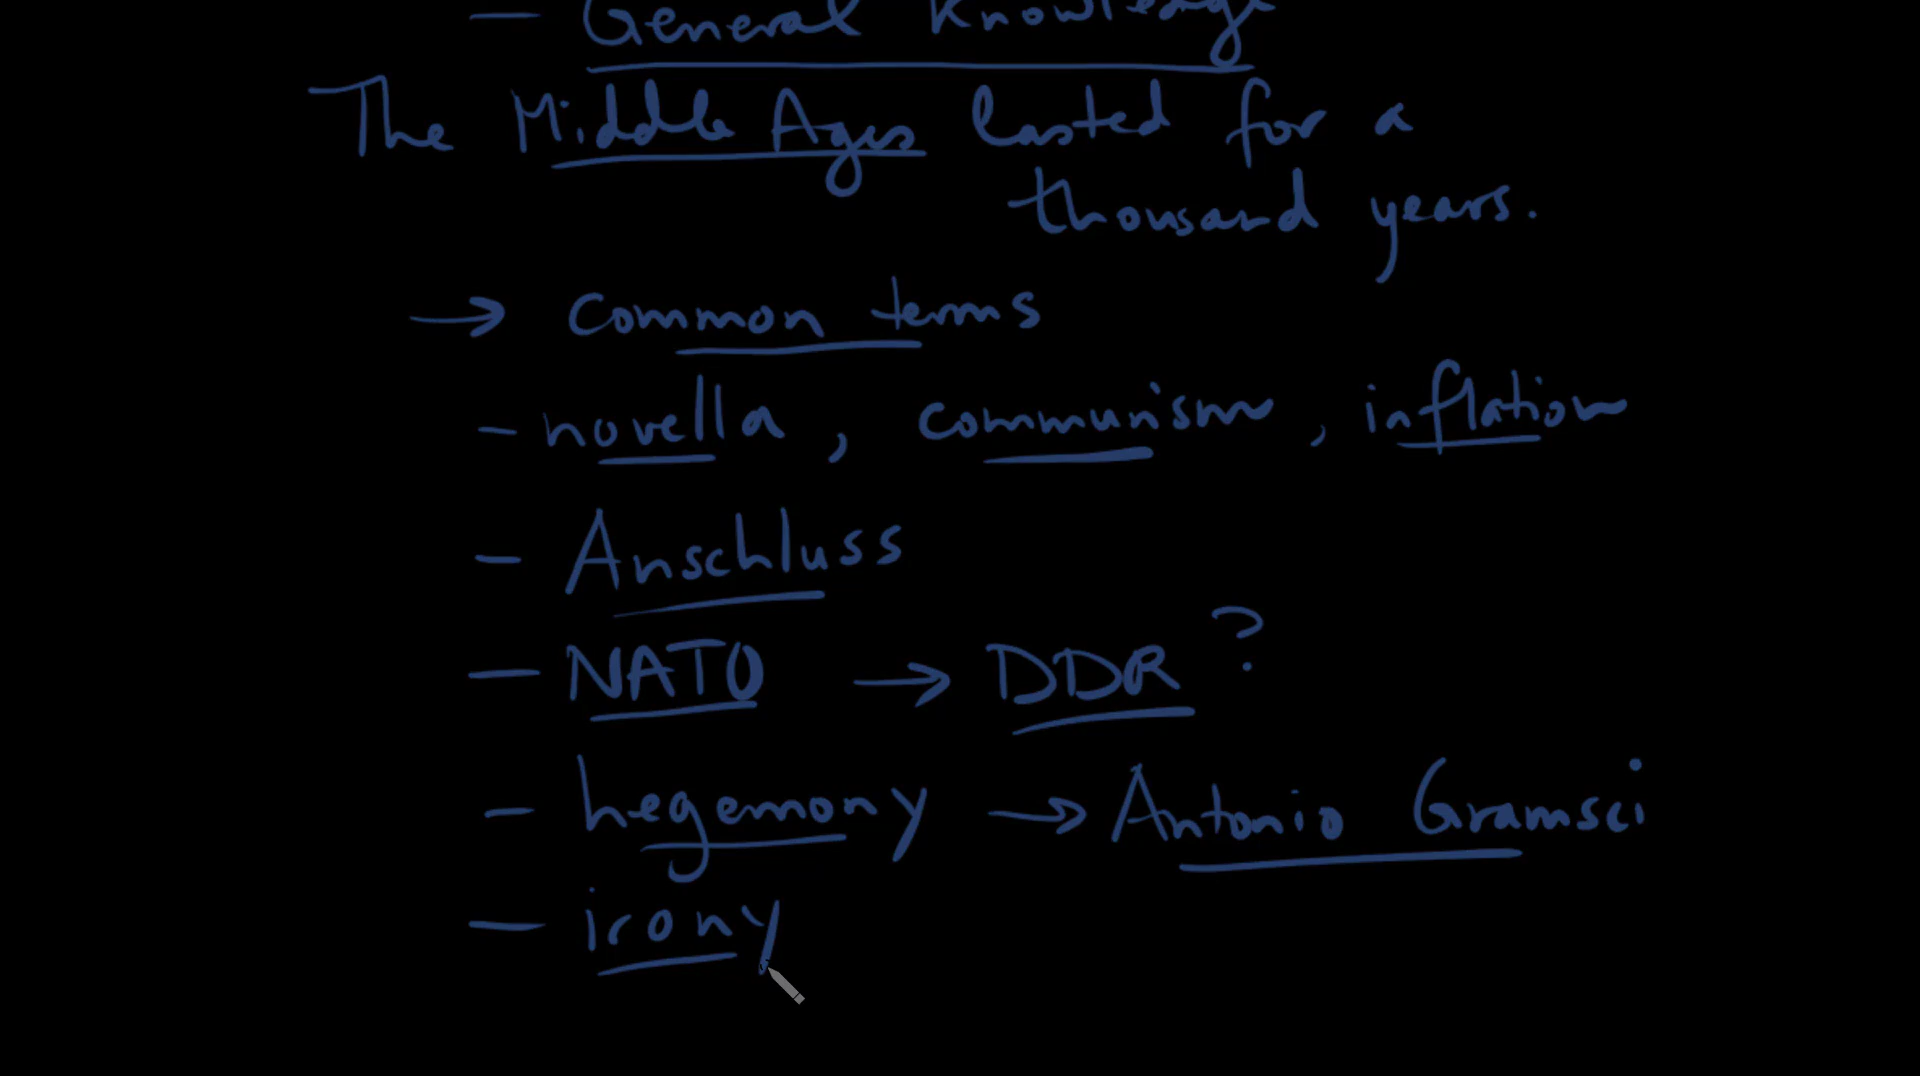 — General Knowledge
The Middle Ages lasted for a
thousand years.
→ Common terms
- novella, communism, inflation
- Anschluss
- NATO → DDR?
- hegemony → Antonio Gramsci
- irony